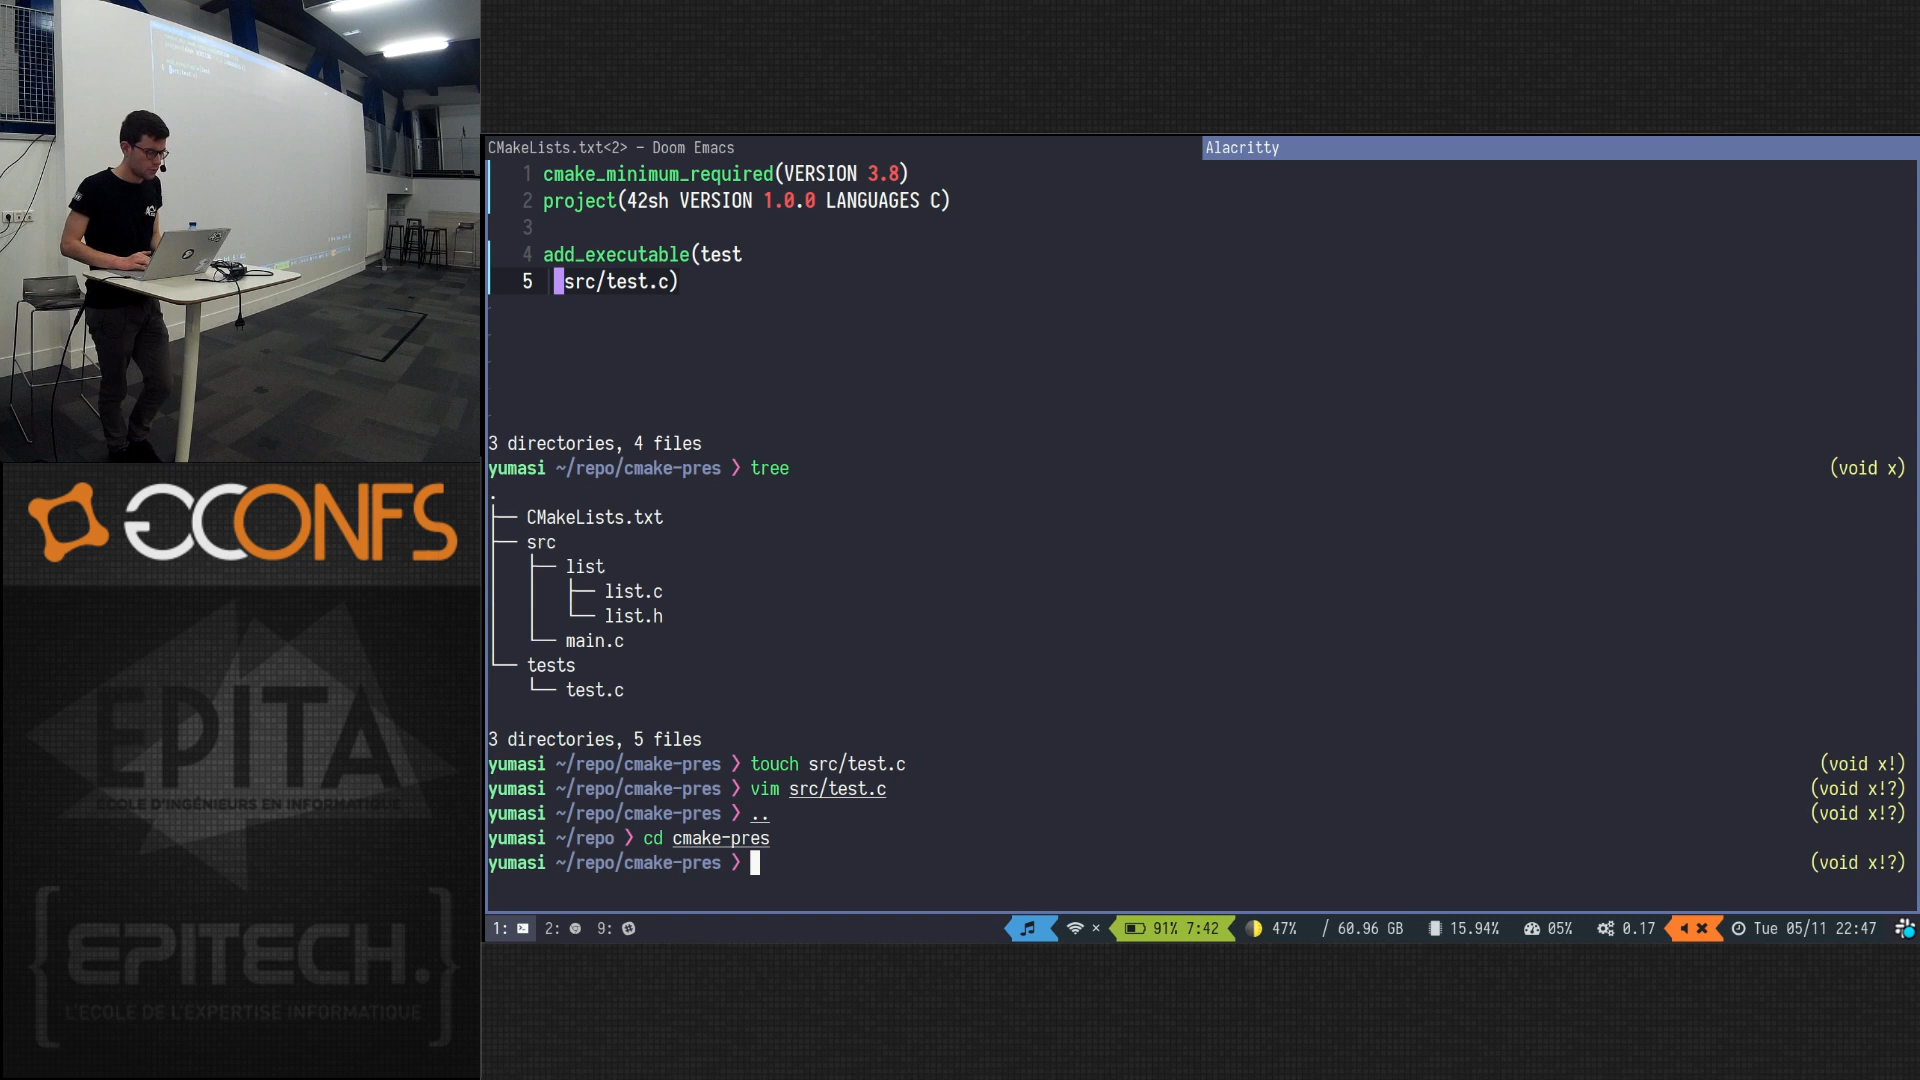 CMakeLists.txt<2> – Doom Emacs
Alacritty
1 cmake_minimum_required(VERSION 3.8)
2 project(42sh VERSION 1.0.0 LANGUAGES C)
3
4 add_executable(test
5 src/test.c)
3 directories, 4 files
yumasi ~/repo/cmake-pres ❯ tree (void x)
.
├── CMakeLists.txt
├── src
│   ├── list
│   │   ├── list.c
│   │   └── list.h
│   └── main.c
└── tests
    └── test.c
3 directories, 5 files
yumasi ~/repo/cmake-pres ❯ touch src/test.c (void x!)
yumasi ~/repo/cmake-pres ❯ vim src/test.c (void x!?)
yumasi ~/repo/cmake-pres ❯ .. (void x!?)
yumasi ~/repo ❯ cd cmake-pres
yumasi ~/repo/cmake-pres ❯ (void x!?)
1: 2: 9: 91% 7:42 47% / 60.96 GB 15.94% 05% 0.17 Tue 05/11 22:47
GCONFS
EPITA
ÉCOLE D'INGÉNIEURS EN INFORMATIQUE
{EPITECH.}
L'ECOLE DE L'EXPERTISE INFORMATIQUE